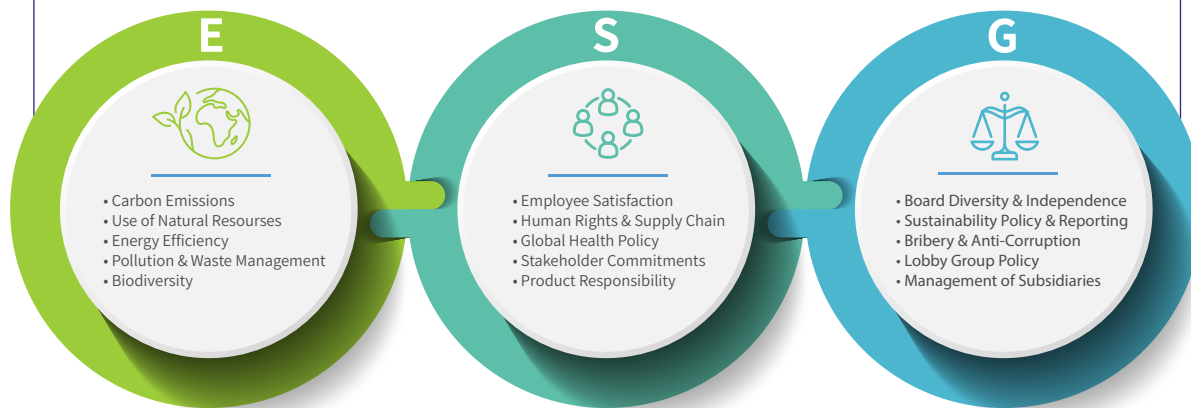 E
• Carbon Emissions
• Use of Natural Resourses
• Energy Efficiency
• Pollution & Waste Management
• Biodiversity
S
• Employee Satisfaction
• Human Rights & Supply Chain
• Global Health Policy
• Stakeholder Commitments
• Product Responsibility
G
• Board Diversity & Independence
• Sustainability Policy & Reporting
• Bribery & Anti-Corruption
• Lobby Group Policy
• Management of Subsidiaries